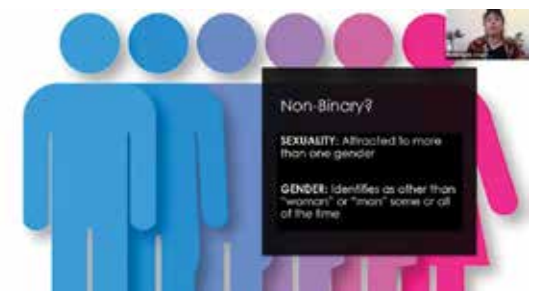 Non-Binary?
SEXUALITY: Attracted to more
than one gender
GENDER: Identifies as other than
"woman" or "man" some or all
of the time